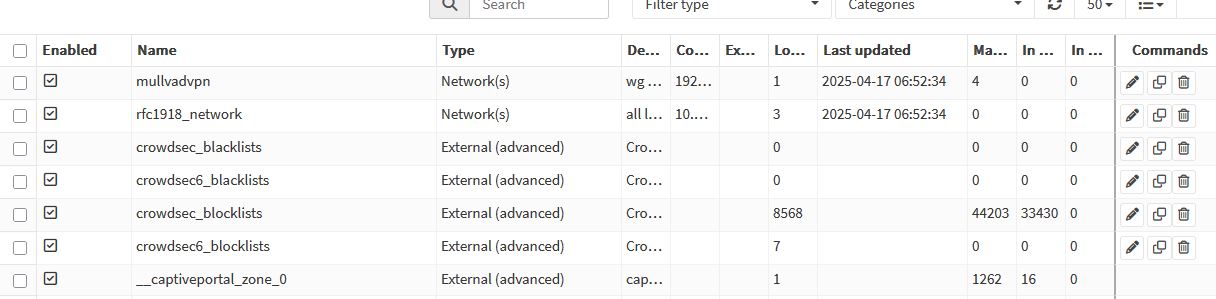 Search Filter type Categories 50
Enabled Name Type De... Co... Ex... Lo... Last updated Ma... In ... In ... Commands
mullvadvpn Network(s) wg ... 192... 1 2025-04-17 06:52:34 4 0 0
rfc1918_network Network(s) all l... 10.... 3 2025-04-17 06:52:34 0 0 0
crowdsec_blacklists External (advanced) Cro... 0 0 0 0
crowdsec6_blacklists External (advanced) Cro... 0 0 0 0
crowdsec_blocklists External (advanced) Cro... 8568 44203 33430 0
crowdsec6_blocklists External (advanced) Cro... 7 0 0 0
__captiveportal_zone_0 External (advanced) cap... 1 1262 16 0